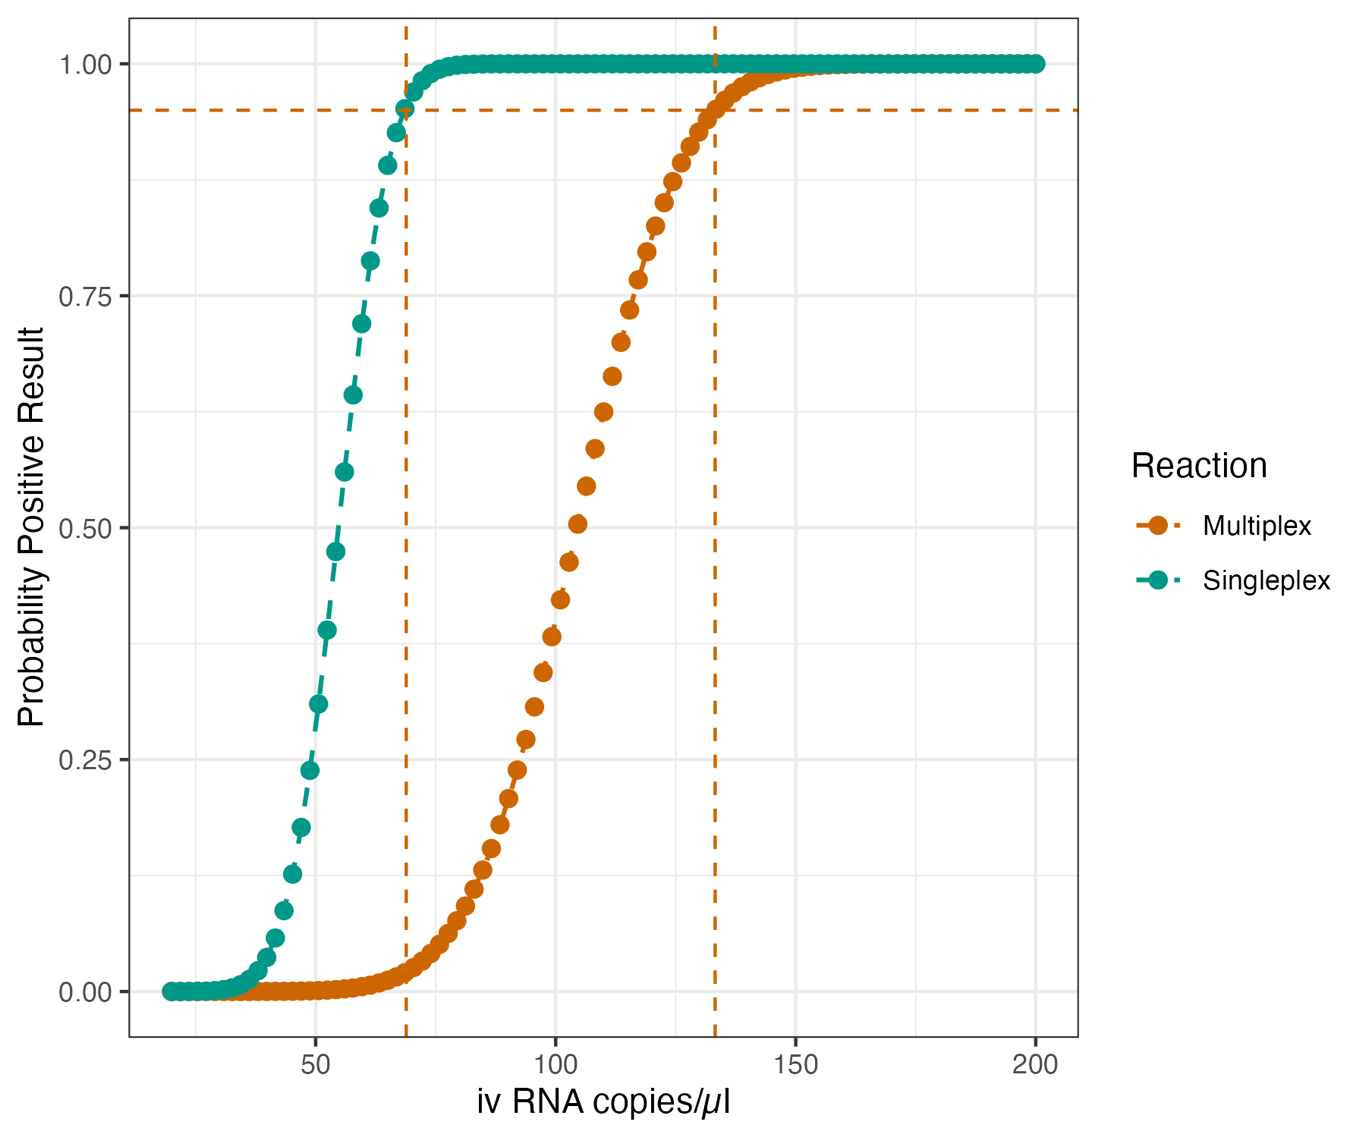 1.00
0.75
0.50
0.25
0.00
Probability Positive Result
50
100
150
200
iv RNA copies/µl
Reaction
Multiplex
Singleplex